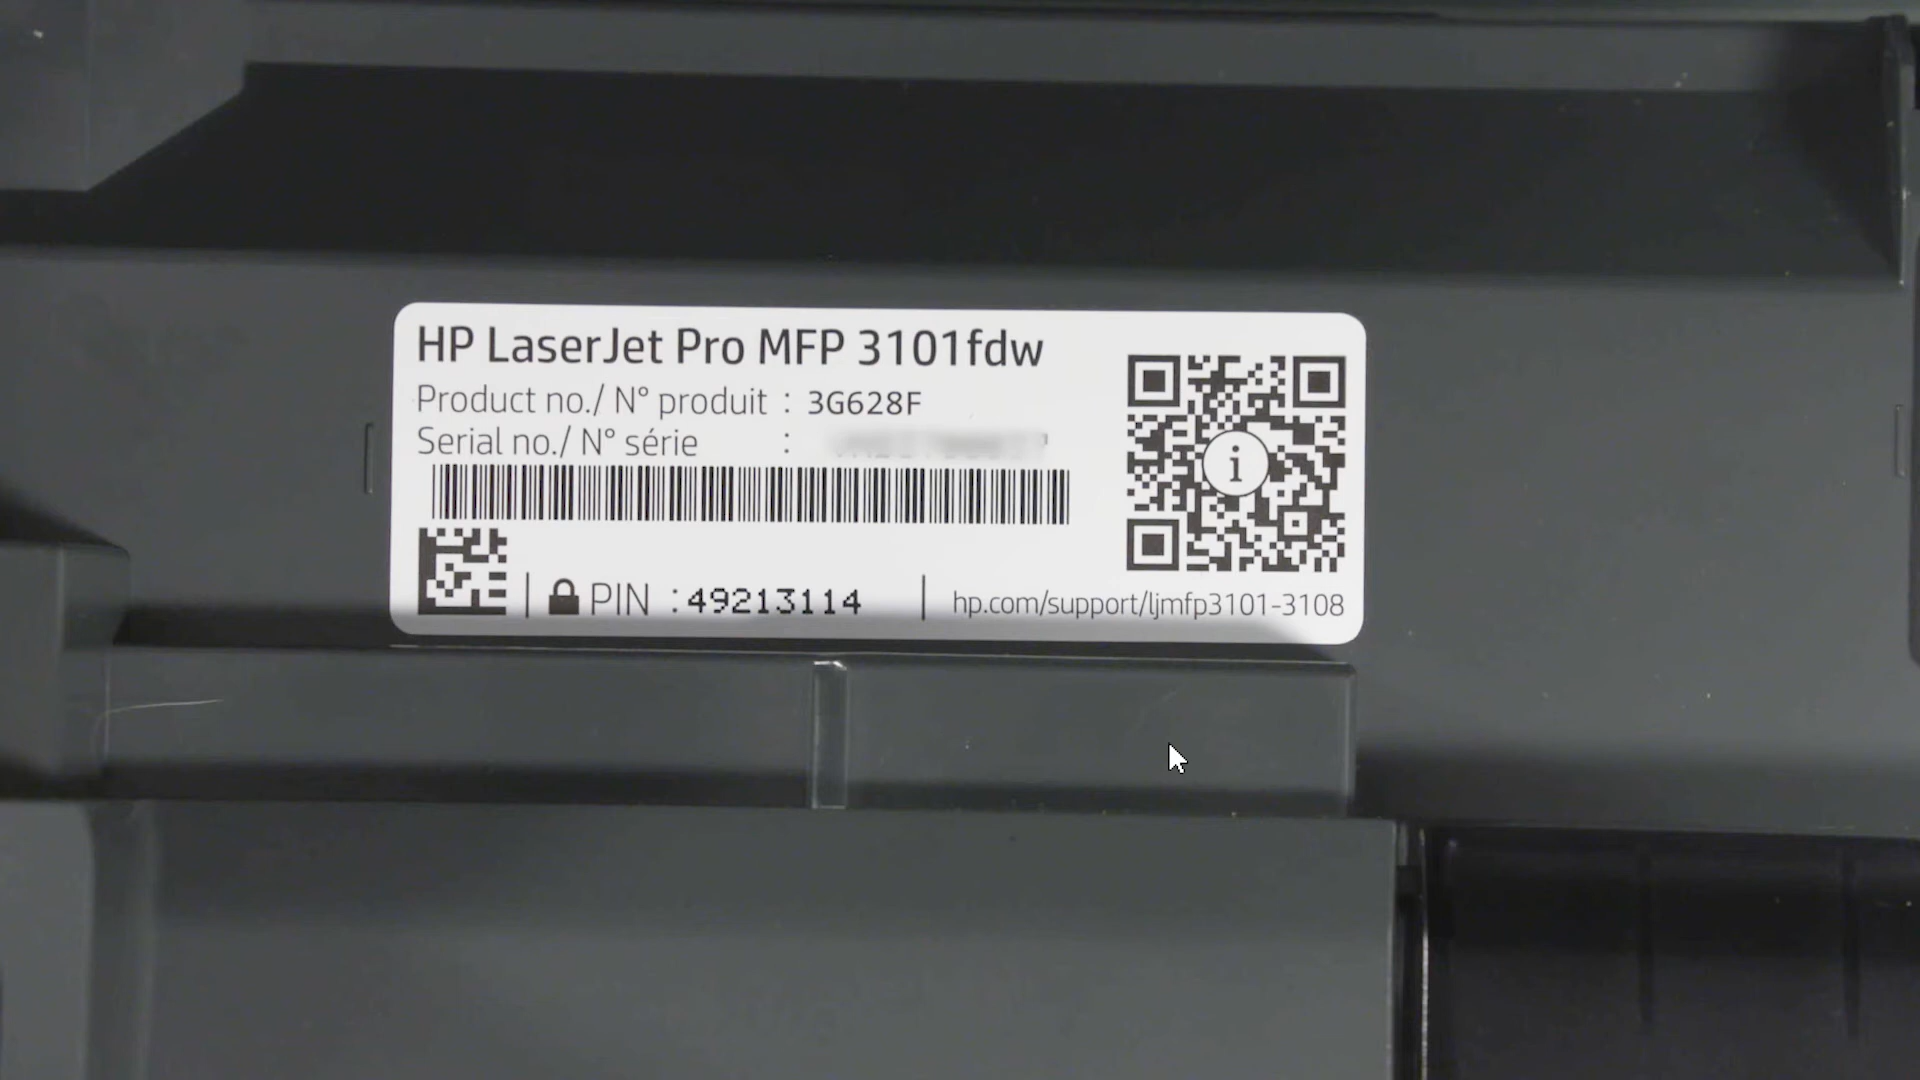 HP LaserJet Pro MFP 3101fdw
Product no./ N° produit : 3G628F
Serial no./ N° série :
i
PIN :49213114
hp.com/support/ljmfp3101-3108